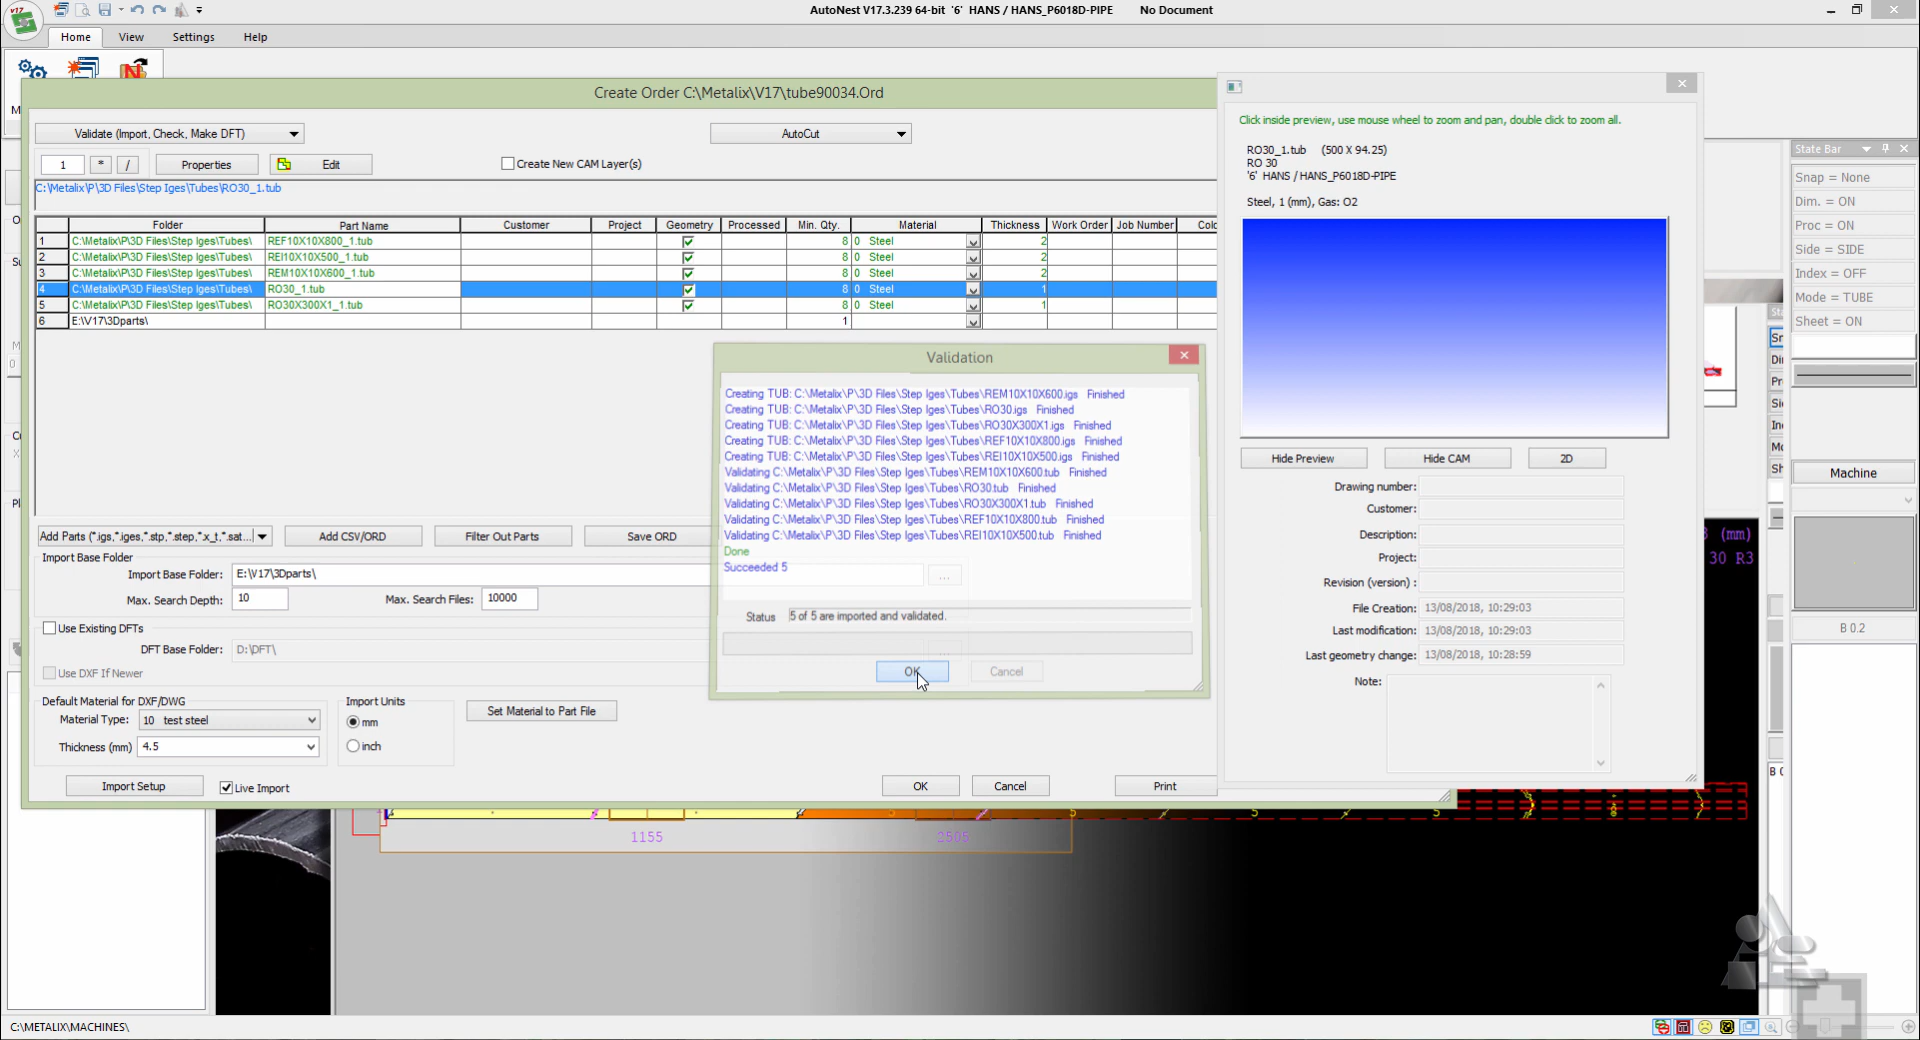 v17
AutoNest V17.3.239 64-bit '6' HANS / HANS_P6018D-PIPE No Document
Home View Settings Help
Create Order C:\Metalix\V17\tube90034.Ord
Validate (Import, Check, Make DFT)
AutoCut
1 * / Properties Edit
Create New CAM Layer(s)
C:\Metalix\P\3D Files\Step Iges\Tubes\RO30_1.tub
Folder Part Name Customer Project Geometry Processed Min. Qty. Material Thickness Work Order Job Number Colo
1 C:\Metalix\P\3D Files\Step Iges\Tubes\ REF10X10X800_1.tub 8 0 Steel 2
2 C:\Metalix\P\3D Files\Step Iges\Tubes\ REI10X10X500_1.tub 8 0 Steel 2
3 C:\Metalix\P\3D Files\Step Iges\Tubes\ REM10X10X600_1.tub 8 0 Steel 2
4 C:\Metalix\P\3D Files\Step Iges\Tubes\ RO30_1.tub 8 0 Steel 1
5 C:\Metalix\P\3D Files\Step Iges\Tubes\ RO30X300X1_1.tub 8 0 Steel 1
6 E:\V17\3Dparts\ 1
Validation
Creating TUB: C:\Metalix\P\3D Files\Step Iges\Tubes\REM10X10X600.igs Finished
Creating TUB: C:\Metalix\P\3D Files\Step Iges\Tubes\RO30.igs Finished
Creating TUB: C:\Metalix\P\3D Files\Step Iges\Tubes\RO30X300X1.igs Finished
Creating TUB: C:\Metalix\P\3D Files\Step Iges\Tubes\REF10X10X800.igs Finished
Creating TUB: C:\Metalix\P\3D Files\Step Iges\Tubes\REI10X10X500.igs Finished
Validating C:\Metalix\P\3D Files\Step Iges\Tubes\REM10X10X600.tub Finished
Validating C:\Metalix\P\3D Files\Step Iges\Tubes\RO30.tub Finished
Validating C:\Metalix\P\3D Files\Step Iges\Tubes\RO30X300X1.tub Finished
Validating C:\Metalix\P\3D Files\Step Iges\Tubes\REF10X10X800.tub Finished
Validating C:\Metalix\P\3D Files\Step Iges\Tubes\REI10X10X500.tub Finished
Done
Succeeded 5
Status 5 of 5 are imported and validated.
OK Cancel
Add Parts (*.igs,*.iges,*.stp,*.step,*.x_t,*.sat... Add CSV/ORD Filter Out Parts Save ORD
Import Base Folder
Import Base Folder: E:\V17\3Dparts\
Max. Search Depth: 10 Max. Search Files: 10000
Use Existing DFTs
DFT Base Folder: D:\DFT\
Use DXF If Newer
Default Material for DXF/DWG
Material Type: 10 test steel
Thickness (mm) 4.5
Import Units
mm
inch
Set Material to Part File
Import Setup Live Import OK Cancel Print
Click inside preview, use mouse wheel to zoom and pan, double click to zoom all.
RO30_1.tub (500 X 94.25)
RO 30
'6' HANS / HANS_P6018D-PIPE
Steel, 1 (mm), Gas: O2
Hide Preview Hide CAM 2D
Drawing number:
Customer:
Description:
Project:
Revision (version) :
File Creation: 13/08/2018, 10:29:03
Last modification: 13/08/2018, 10:29:03
Last geometry change: 13/08/2018, 10:28:59
Note:
State Bar
Snap = None
Dim. = ON
Proc = ON
Side = SIDE
Index = OFF
Mode = TUBE
Sheet = ON
Machine
B 0.2
(mm)
30 R3
1155 2505
5 5 5 5
C:\METALIX\MACHINES\